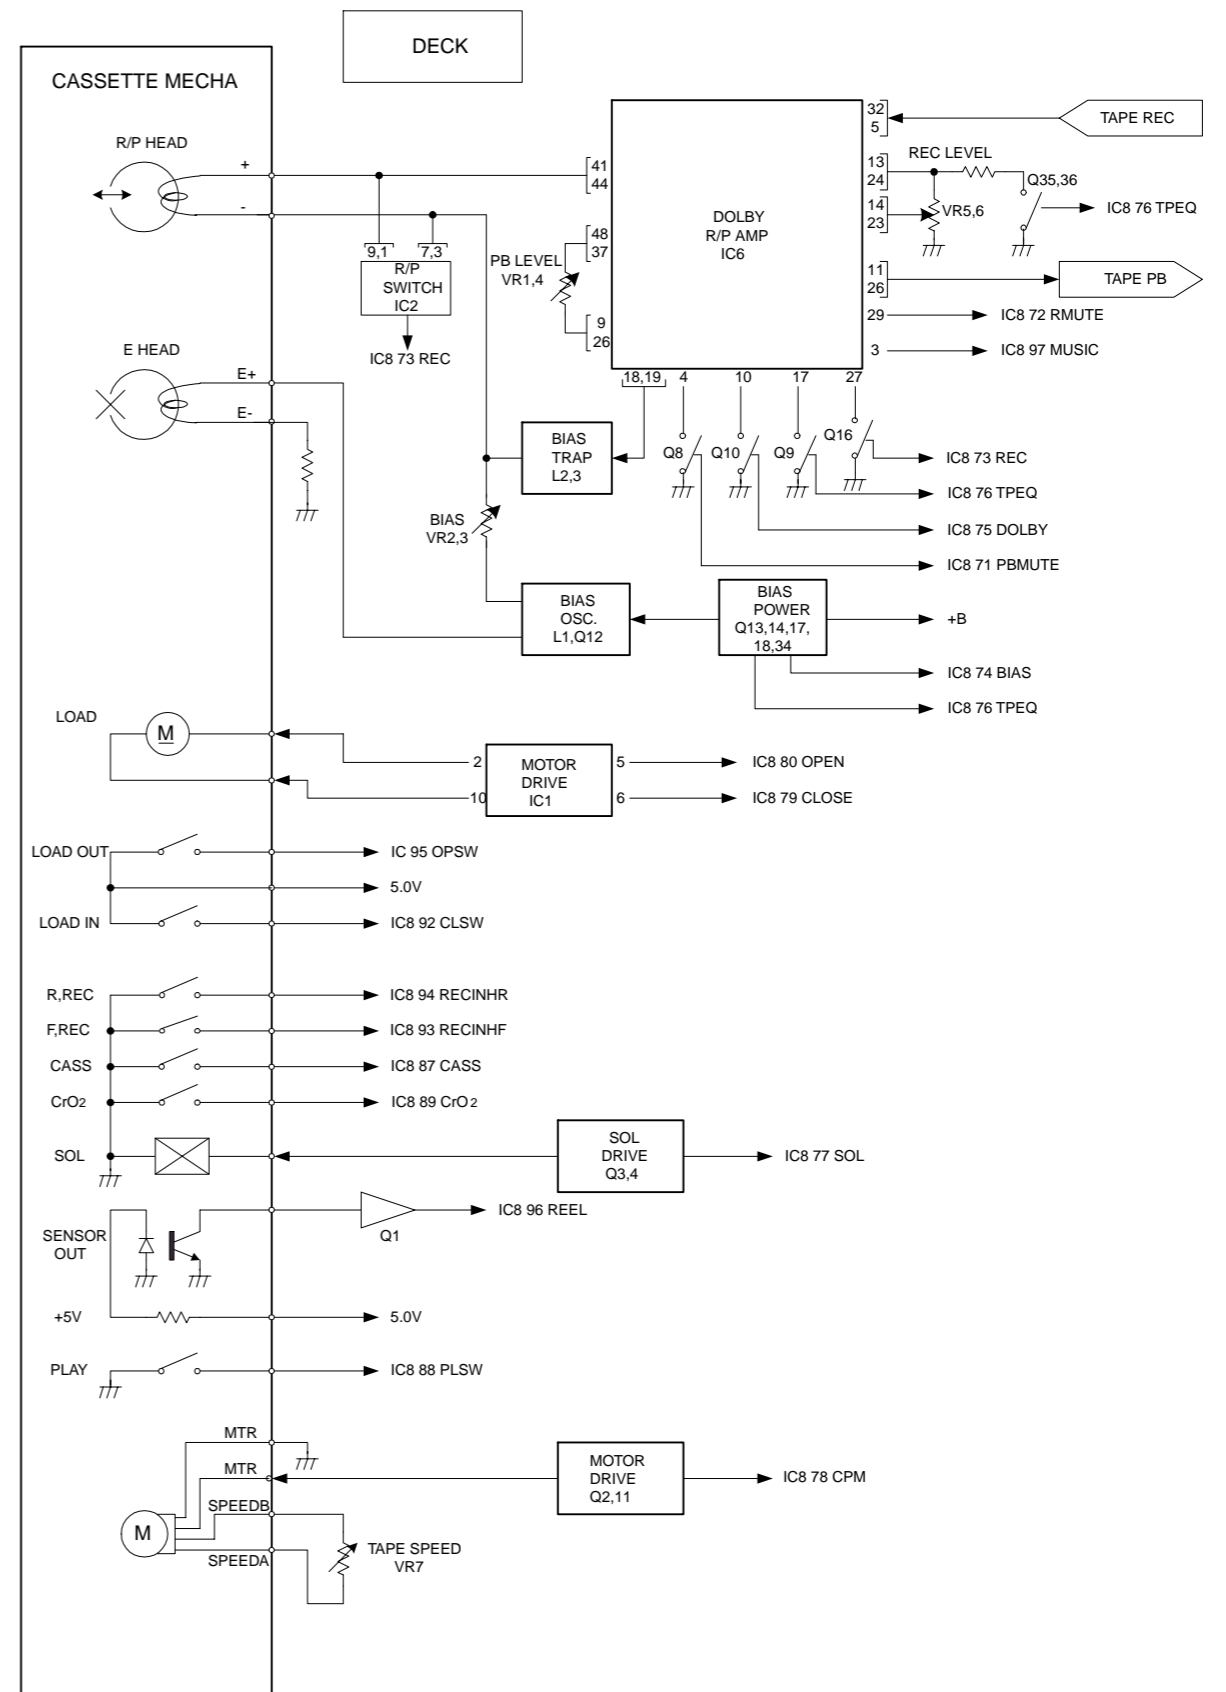 DECK
CASSETTE MECHA
R/P HEAD
+
-
9,1
7,3
R/P
SWITCH
IC2
IC8 73 REC
41
44
48
37
PB LEVEL
VR1,4
9
26
DOLBY
R/P AMP
IC6
32
5
TAPE REC
13
24
REC LEVEL
Q35,36
14
23
VR5,6
IC8 76 TPEQ
11
26
TAPE PB
29
IC8 72 RMUTE
3
IC8 97 MUSIC
18,19
4
10
17
27
E HEAD
E+
E-
BIAS
TRAP
L2,3
Q8
Q10
Q9
Q16
IC8 73 REC
IC8 76 TPEQ
IC8 75 DOLBY
IC8 71 PBMUTE
BIAS
VR2,3
BIAS
OSC.
L1,Q12
BIAS
POWER
Q13,14,17,
18,34
+B
IC8 74 BIAS
IC8 76 TPEQ
LOAD
M
2
10
MOTOR
DRIVE
IC1
5
6
IC8 80 OPEN
IC8 79 CLOSE
LOAD OUT
IC 95 OPSW
5.0V
LOAD IN
IC8 92 CLSW
R,REC
IC8 94 RECINHR
F,REC
IC8 93 RECINHF
CASS
IC8 87 CASS
CrO2
IC8 89 CrO 2
SOL
SOL
DRIVE
Q3,4
IC8 77 SOL
SENSOR
OUT
Q1
IC8 96 REEL
+5V
5.0V
PLAY
IC8 88 PLSW
MTR
MTR
SPEEDB
SPEEDA
M
MOTOR
DRIVE
Q2,11
IC8 78 CPM
TAPE SPEED
VR7